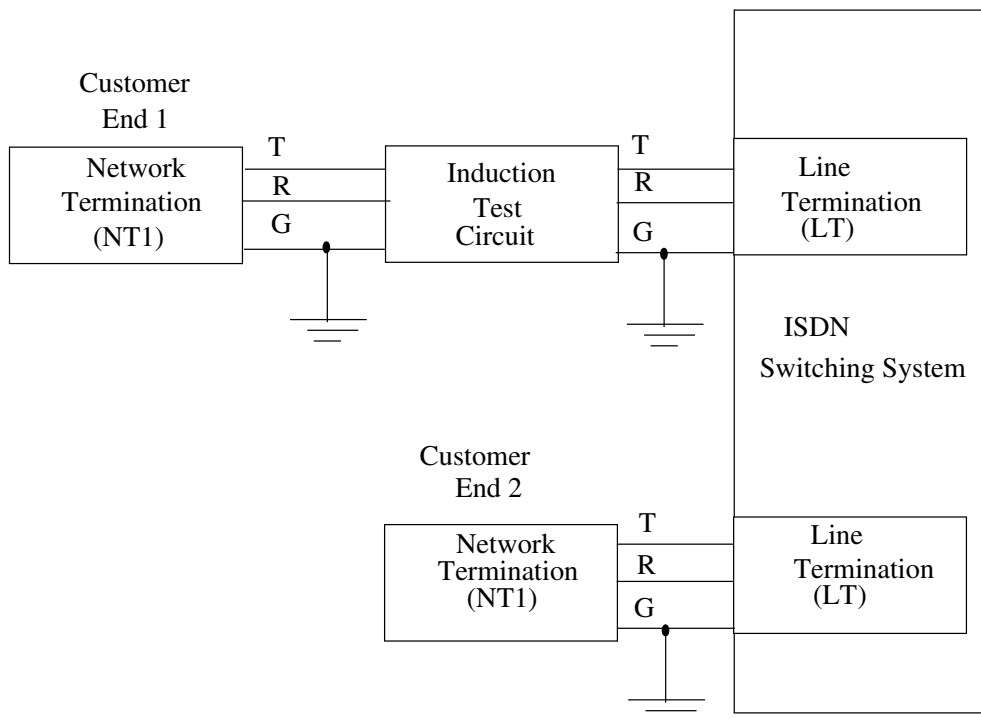 Customer
End 1
Network
Termination
(NT1)
T
R
G
Induction
Test
Circuit
T
R
G
Line
Termination
(LT)
ISDN
Switching System
Customer
End 2
Network
Termination
(NT1)
T
R
G
Line
Termination
(LT)